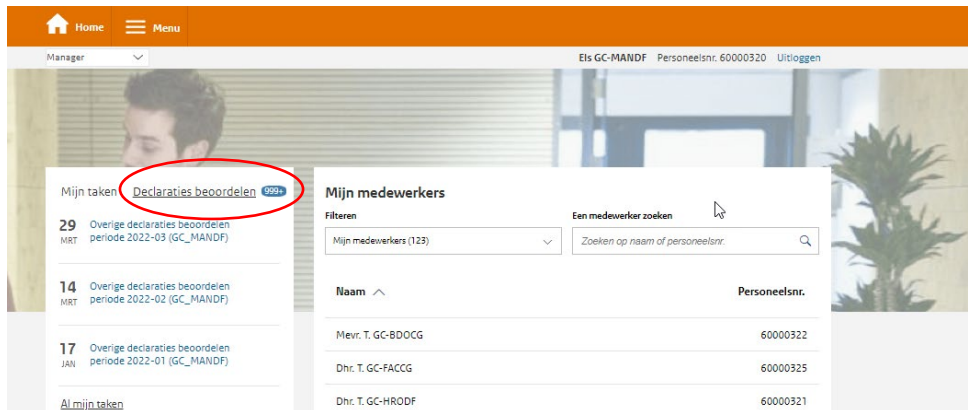 Home Menu
Manager
Els GC-MANDF Personeelsnr. 60000320 Uitloggen
Mijn taken Declaraties beoordelen 999+
29 MRT
Overige declaraties beoordelen
periode 2022-03 (GC_MANDF)
14 MRT
Overige declaraties beoordelen
periode 2022-02 (GC_MANDF)
17 JAN
Overige declaraties beoordelen
periode 2022-01 (GC_MANDF)
Al mijn taken
Mijn medewerkers
Filteren
Mijn medewerkers (123)
Een medewerker zoeken
Zoeken op naam of personeelsnr.
Naam Personeelsnr.
Mevr. T. GC-BDOCG 60000322
Dhr. T. GC-FACCG 60000325
Dhr. T. GC-HRODF 60000321